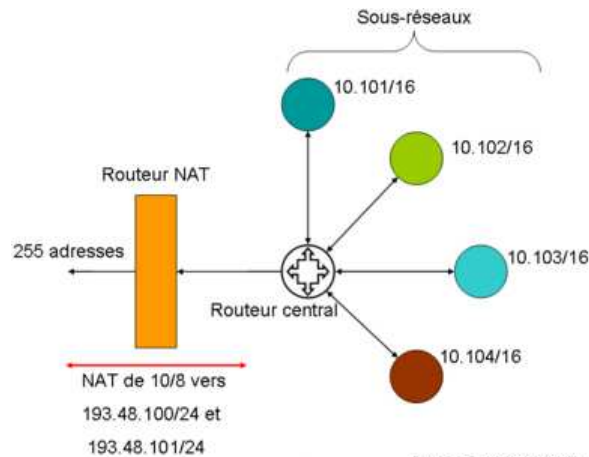 Sous-réseaux
10.101/16
10.102/16
Routeur NAT
255 adresses
10.103/16
Routeur central
10.104/16
NAT de 10/8 vers
193.48.100/24 et
193.48.101/24